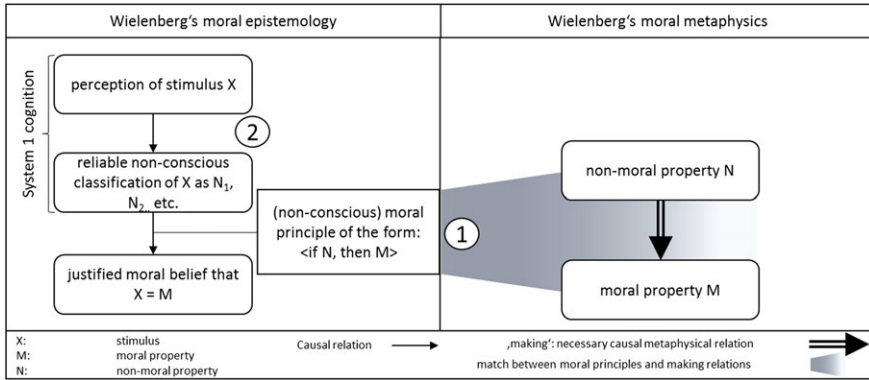 Wielenberg‘s moral epistemology
Wielenberg‘s moral metaphysics
System 1 cognition
perception of stimulus X
2
reliable non-conscious
classification of X as N₁,
N₂.. etc.
(non-conscious) moral
principle of the form:
<if N, then M>
1
justified moral belief that
X = M
non-moral property N
moral property M
X: stimulus
M: moral property
N: non-moral property
Causal relation
‚making‘: necessary causal metaphysical relation
match between moral principles and making relations